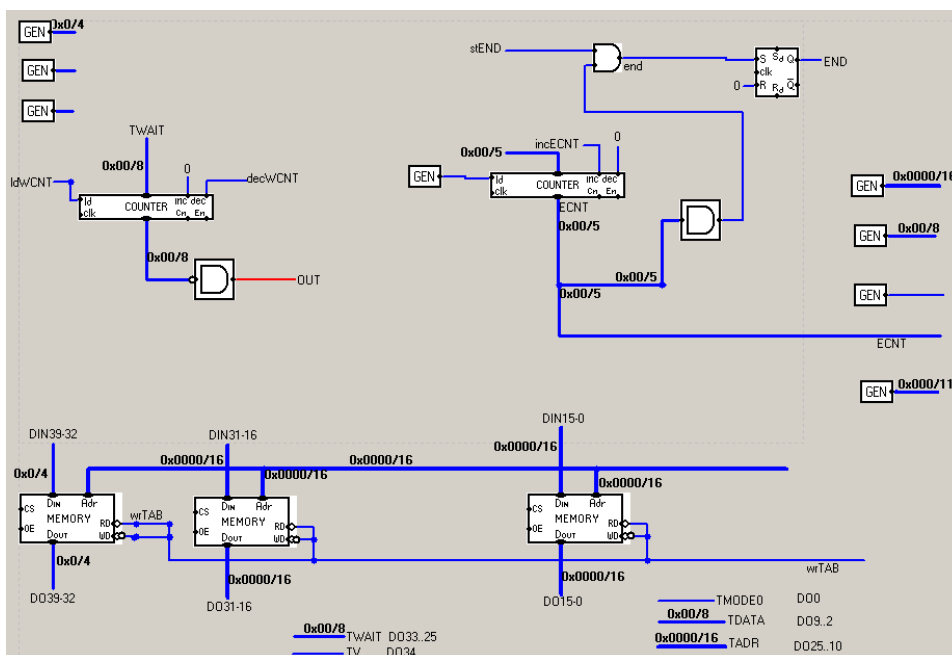 GEN 0x0/4
GEN
GEN
stEND
end
S Sd Q
clk
R Rd Q
END
0
TWAIT
0x00/8
0
ldWCNT
decWCNT
ld inc dec
COUNTER
clk Cn En
0x00/8
OUT
incECNT
0
0x00/5
GEN
ld inc dec
COUNTER
clk Cn En
ECNT
0x00/5
0x00/5
0x00/5
GEN 0x0000/16
GEN 0x00/8
GEN
ECNT
GEN 0x000/11
DIN39-32
DIN31-16
DIN15-0
0x0/4
0x0000/16
0x0000/16
0x0000/16
0x0000/16
0x0000/16
CS DIN Adr
MEMORY RD
OE DOUT WD
wrTAB
DIN Adr
CS
MEMORY RD
OE DOUT WD
DIN Adr
CS
MEMORY RD
OE DOUT WD
wrTAB
0x0/4
0x0000/16
0x0000/16
DO39-32
DO31-16
DO15-0
0x00/8
TWAIT DO33..25
TV DO34
TMODE0 DO0
0x00/8
TDATA DO9..2
0x0000/16
TADR DO25..10